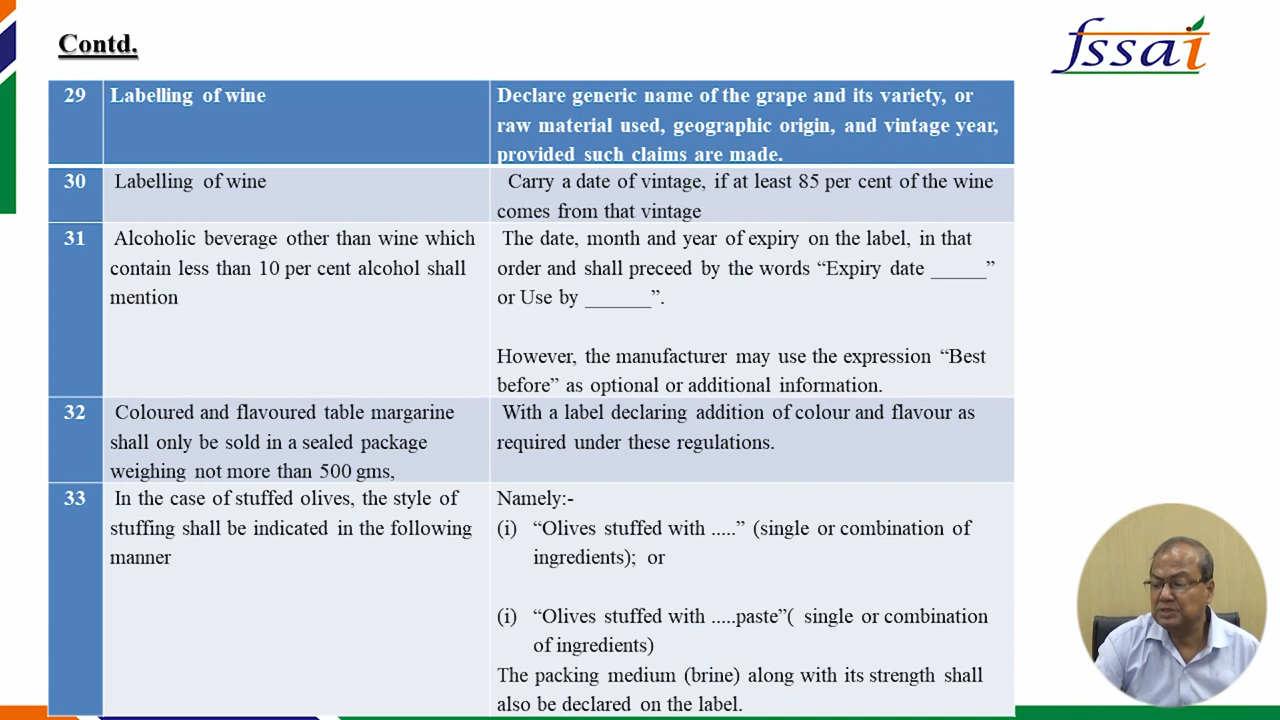 Contd.
fssai
29 Labelling of wine Declare generic name of the grape and its variety, or
raw material used, geographic origin, and vintage year,
provided such claims are made.
30 Labelling of wine Carry a date of vintage, if at least 85 per cent of the wine
comes from that vintage
31 Alcoholic beverage other than wine which The date, month and year of expiry on the label, in that
contain less than 10 per cent alcohol shall order and shall preceed by the words “Expiry date _____”
mention or Use by _______”.
However, the manufacturer may use the expression “Best
before” as optional or additional information.
32 Coloured and flavoured table margarine With a label declaring addition of colour and flavour as
shall only be sold in a sealed package required under these regulations.
weighing not more than 500 gms,
33 In the case of stuffed olives, the style of Namely:-
stuffing shall be indicated in the following (i) “Olives stuffed with .....” (single or combination of
manner ingredients); or
(i) “Olives stuffed with .....paste”( single or combination
of ingredients)
The packing medium (brine) along with its strength shall
also be declared on the label.